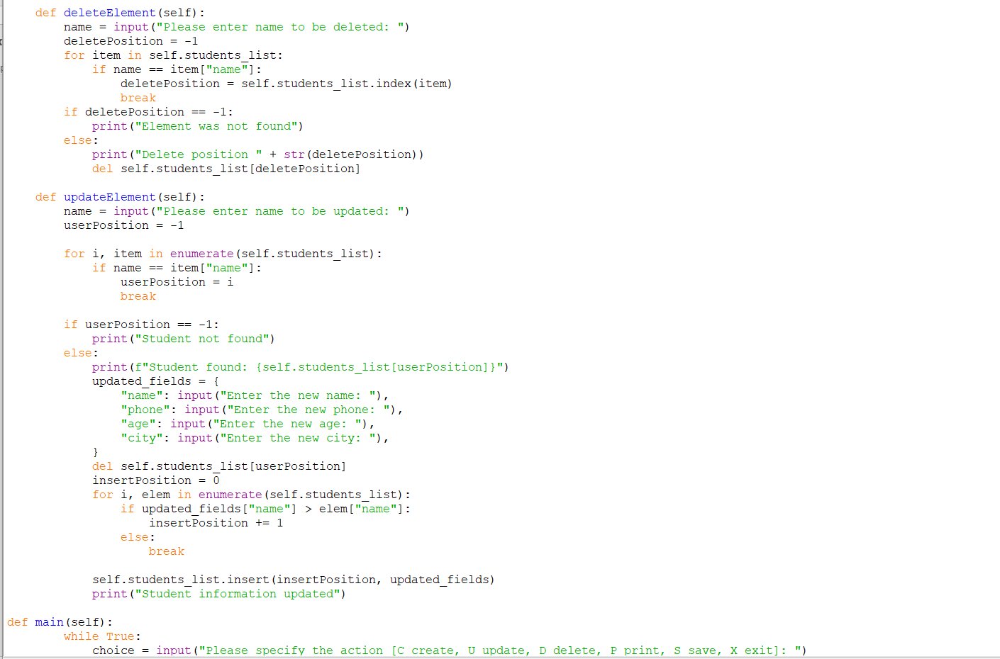 def deleteElement(self):
        name = input("Please enter name to be deleted: ")
        deletePosition = -1
        for item in self.students_list:
            if name == item["name"]:
                deletePosition = self.students_list.index(item)
                break
        if deletePosition == -1:
            print("Element was not found")
        else:
            print("Delete position " + str(deletePosition))
            del self.students_list[deletePosition]

    def updateElement(self):
        name = input("Please enter name to be updated: ")
        userPosition = -1

        for i, item in enumerate(self.students_list):
            if name == item["name"]:
                userPosition = i
                break

        if userPosition == -1:
            print("Student not found")
        else:
            print(f"Student found: {self.students_list[userPosition]}")
            updated_fields = {
                "name": input("Enter the new name: "),
                "phone": input("Enter the new phone: "),
                "age": input("Enter the new age: "),
                "city": input("Enter the new city: "),
            }
            del self.students_list[userPosition]
            insertPosition = 0
            for i, elem in enumerate(self.students_list):
                if updated_fields["name"] > elem["name"]:
                    insertPosition += 1
                else:
                    break

            self.students_list.insert(insertPosition, updated_fields)
            print("Student information updated")

def main(self):
        while True:
            choice = input("Please specify the action [C create, U update, D delete, P print, S save, X exit]: ")